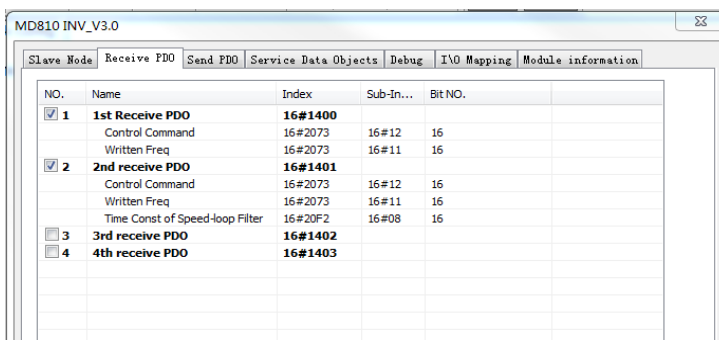 MD810 INV_V3.0
Slave Node Receive PDO Send PDO Service Data Objects Debug I\O Mapping Module information
NO. Name Index Sub-In... Bit NO.
1 1st Receive PDO 16#1400
Control Command 16#2073 16#12 16
Written Freq 16#2073 16#11 16
2 2nd receive PDO 16#1401
Control Command 16#2073 16#12 16
Written Freq 16#2073 16#11 16
Time Const of Speed-loop Filter 16#20F2 16#08 16
3 3rd receive PDO 16#1402
4 4th receive PDO 16#1403